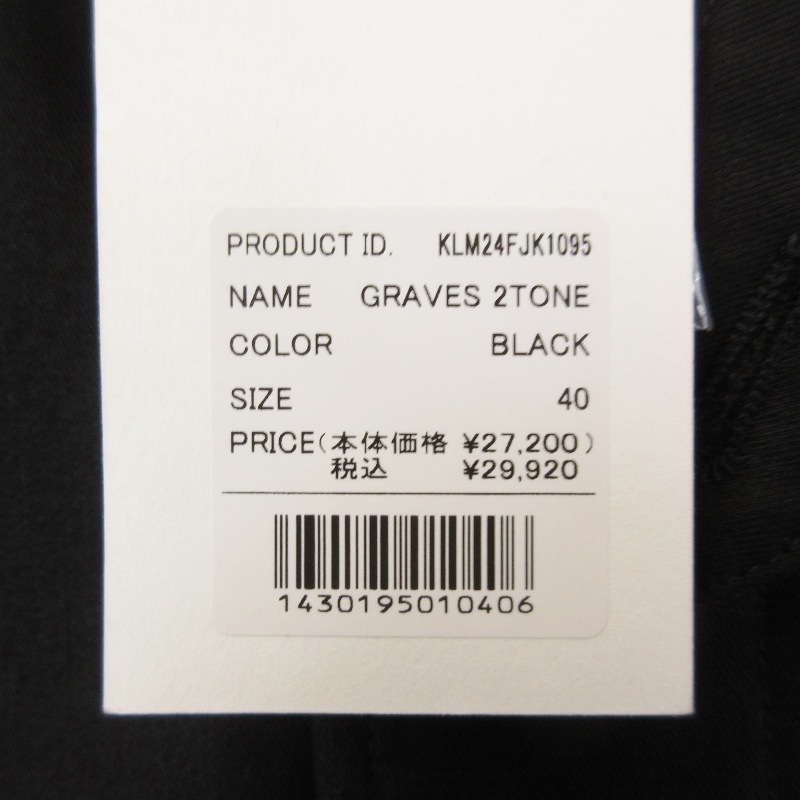 PRODUCT ID. KLM24FJK1095
NAME GRAVES 2TONE
COLOR BLACK
SIZE 40
PRICE(本体価格 ¥27,200)
税込 ¥29,920
1430195010406